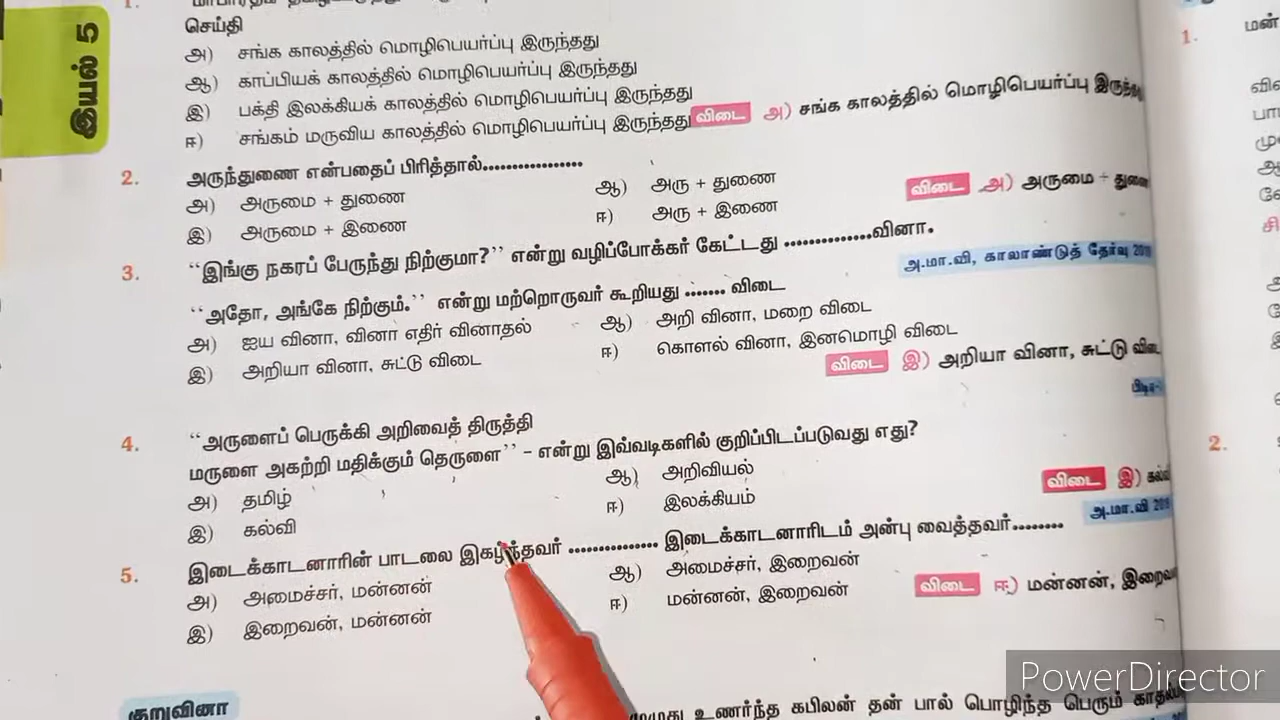 1.
செய்தி
அ) சங்க காலத்தில் மொழிபெயர்ப்பு இருந்தது
ஆ) காப்பியக் காலத்தில் மொழிபெயர்ப்பு இருந்தது
இ) பக்தி இலக்கியக் காலத்தில் மொழிபெயர்ப்பு இருந்தது
ஈ) சங்கம் மருவிய காலத்தில் மொழிபெயர்ப்பு இருந்தது விடை அ) சங்க காலத்தில் மொழிபெயர்ப்பு
2. அருந்துணை என்பதைப் பிரித்தால்.................
அ) அருமை + துணை ஆ) அரு + துணை விடை அ) அருமை +
இ) அருமை + இணை ஈ) அரு + இணை
3. “இங்கு நகரப் பேருந்து நிற்குமா?” என்று வழிப்போக்கர் கேட்டது ...............வினா.
அ.மா.வி, காலாண்டுத் தேர்வு
“அதோ, அங்கே நிற்கும்.” என்று மற்றொருவர் கூறியது ....... விடை
அ) ஐய வினா, வினா எதிர் வினாதல் ஆ) அறி வினா, மறை விடை
இ) அறியா வினா, சுட்டு விடை ஈ) கொளல் வினா, இனமொழி விடை
விடை இ) அறியா வினா, சுட்டு
4. “அருளைப் பெருக்கி அறிவைத் திருத்தி
மருளை அகற்றி மதிக்கும் தெருளை” – என்று இவ்வடிகளில் குறிப்பிடப்படுவது எது?
அ) தமிழ் ஆ) அறிவியல்
இ) கல்வி ஈ) இலக்கியம் விடை இ)
அ.மா.வி
5. இடைக்காடனாரின் பாடலை இகழ்ந்தவர் ............... இடைக்காடனாரிடம் அன்பு வைத்தவர்........
அ) அமைச்சர், மன்னன் ஆ) அமைச்சர், இறைவன்
இ) இறைவன், மன்னன் ஈ) மன்னன், இறைவன் விடை ஈ) மன்னன்,
குறுவினா
உணர்ந்த கபிலன் தன் பால் பொழிந்த பெரும்
இயல் 5
1.
2.
PowerDirector